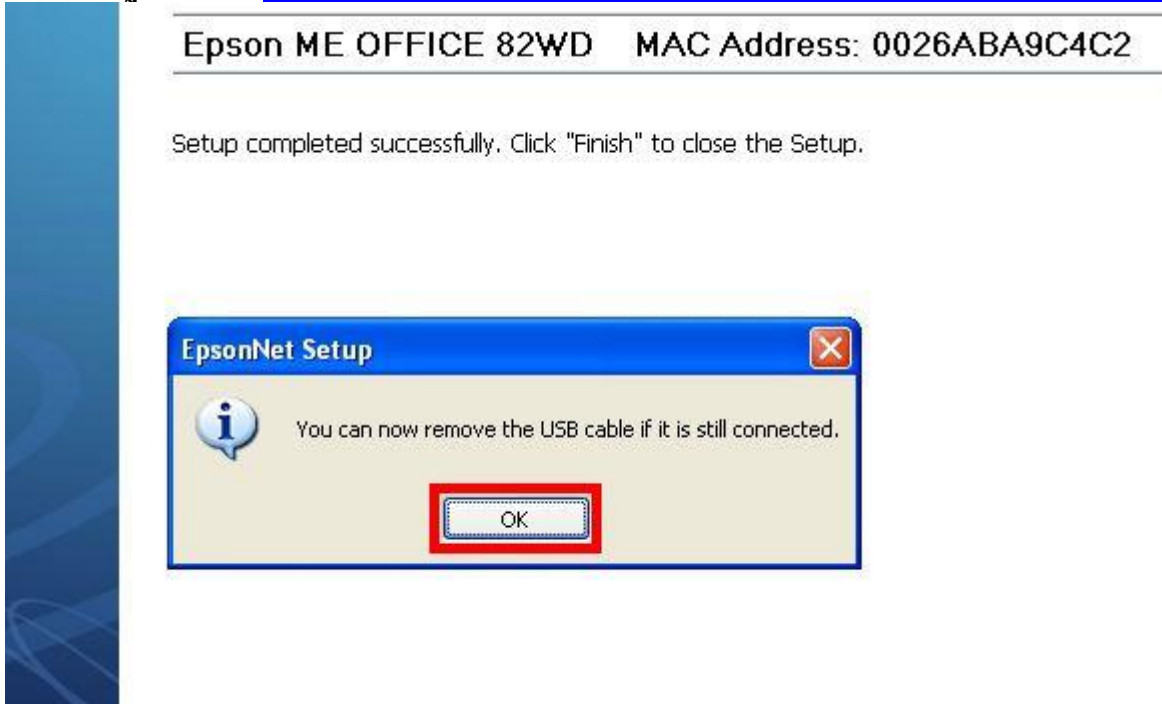 Epson ME OFFICE 82WD MAC Address: 0026ABA9C4C2
Setup completed successfully. Click "Finish" to close the Setup.
EpsonNet Setup
You can now remove the USB cable if it is still connected.
OK